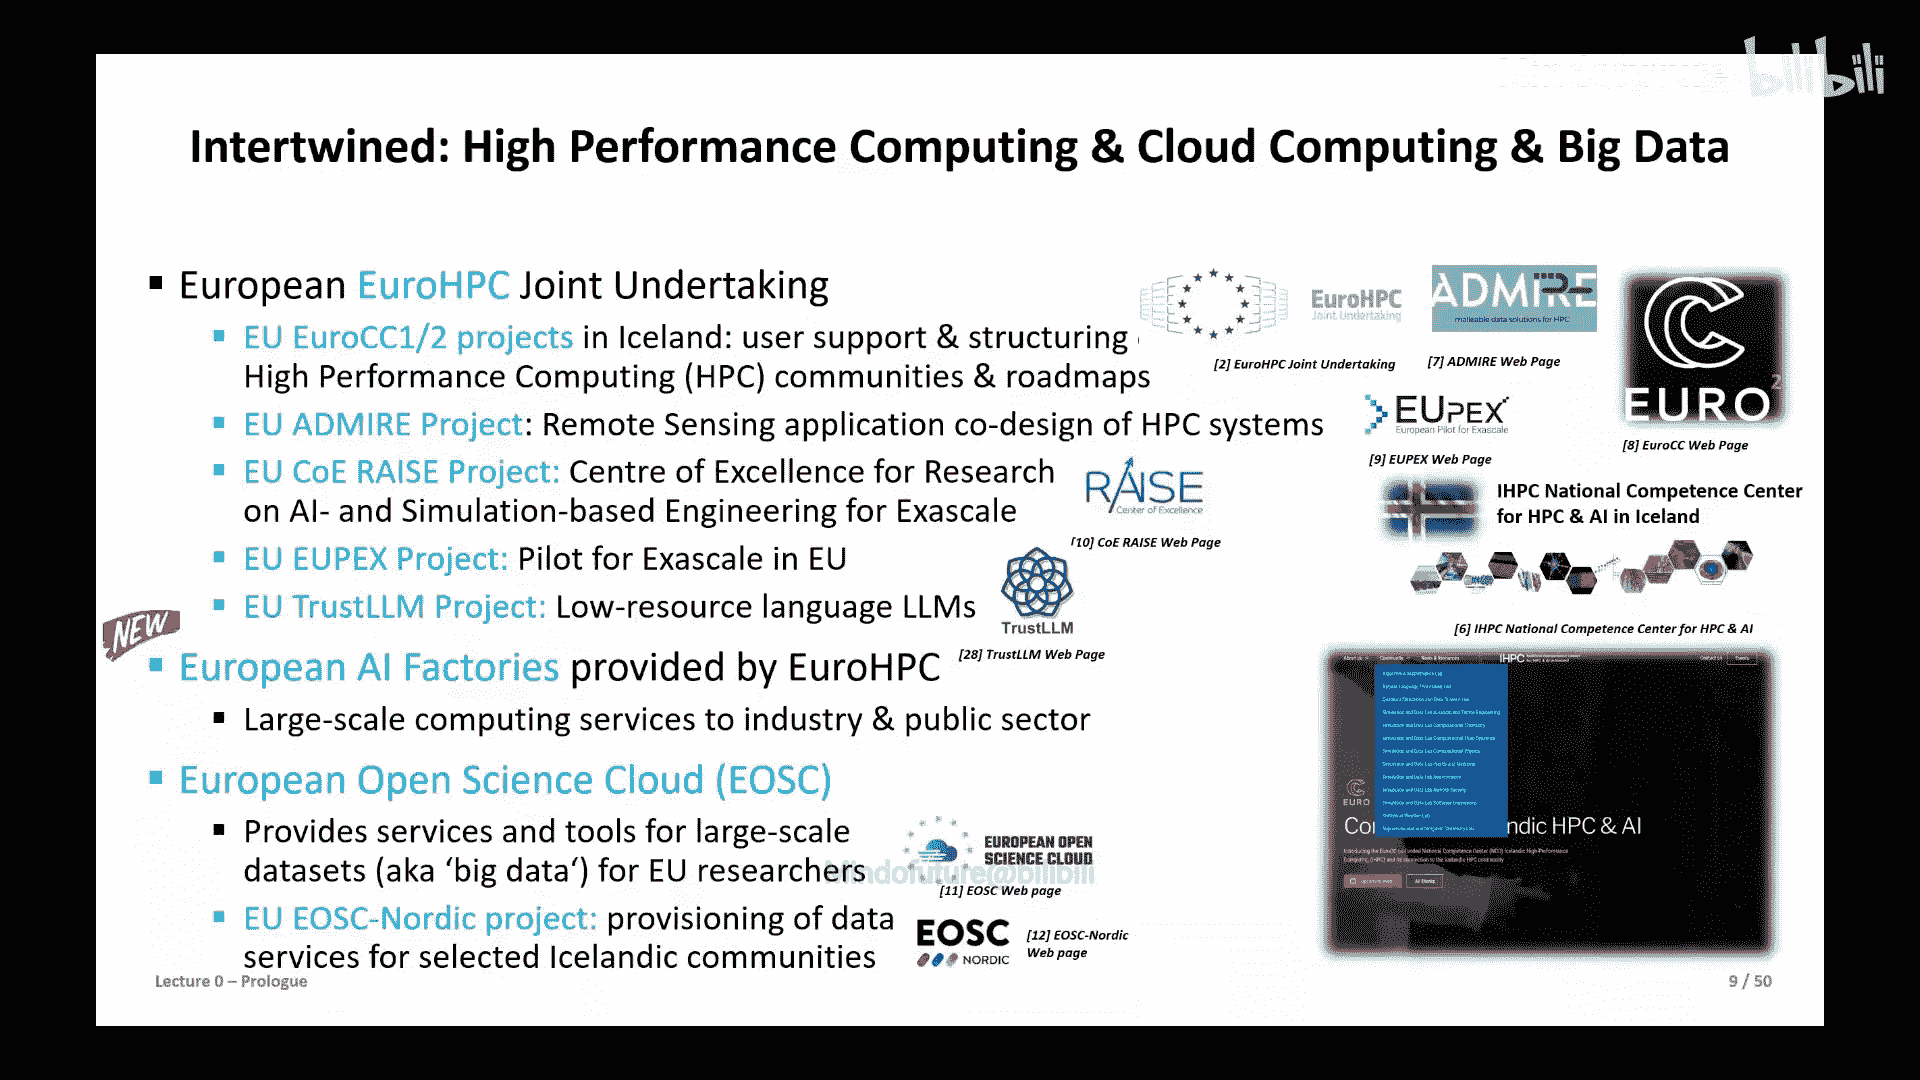 bilibili
Intertwined: High Performance Computing & Cloud Computing & Big Data
▪ European EuroHPC Joint Undertaking
▪ EU EuroCC1/2 projects in Iceland: user support & structuring
High Performance Computing (HPC) communities & roadmaps
▪ EU ADMIRE Project: Remote Sensing application co-design of HPC systems
▪ EU CoE RAISE Project: Centre of Excellence for Research
on AI- and Simulation-based Engineering for Exascale
▪ EU EUPEX Project: Pilot for Exascale in EU
▪ EU TrustLLM Project: Low-resource language LLMs
NEW
▪ European AI Factories provided by EuroHPC
▪ Large-scale computing services to industry & public sector
▪ European Open Science Cloud (EOSC)
▪ Provides services and tools for large-scale
datasets (aka ‘big data‘) for EU researchers
▪ EU EOSC-Nordic project: provisioning of data
services for selected Icelandic communities
EuroHPC
Joint Undertaking
[2] EuroHPC Joint Undertaking
ADMIRE
malleable data solutions for HPC
[7] ADMIRE Web Page
EURO²
[8] EuroCC Web Page
EUPEX
European Pilot for Exascale
[9] EUPEX Web Page
RAISE
Center of Excellence
[10] CoE RAISE Web Page
IHPC National Competence Center
for HPC & AI in Iceland
[6] IHPC National Competence Center for HPC & AI
TrustLLM
[28] TrustLLM Web Page
IHPC
EURO
Co
ndic HPC & AI
EUROPEAN OPEN
SCIENCE CLOUD
Mindofuture@bilibili
[11] EOSC Web page
EOSC
NORDIC
[12] EOSC-Nordic
Web page
Lecture 0 – Prologue
9 / 50